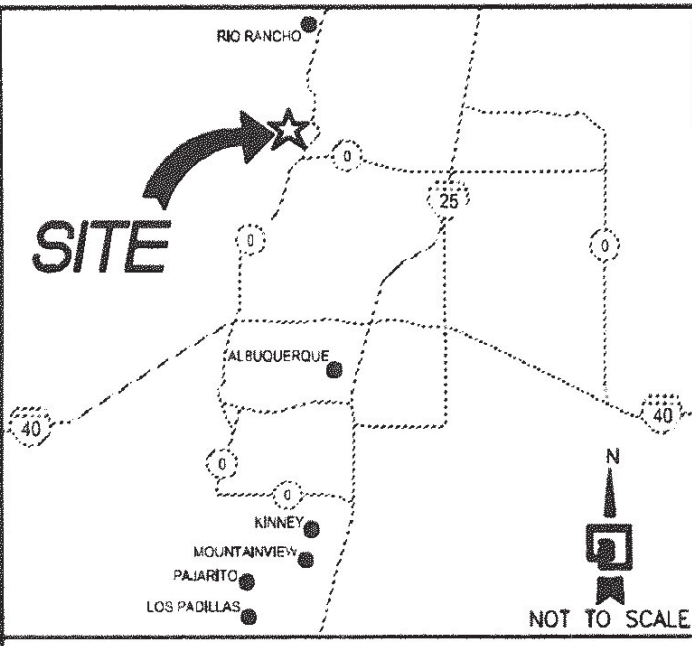 RIO RANCHO
0
25
SITE
0
0
ALBUQUERQUE
40
40
0
0
N
KINNEY
MOUNTAINVIEW
PAJARITO
LOS PADILLAS
NOT TO SCALE